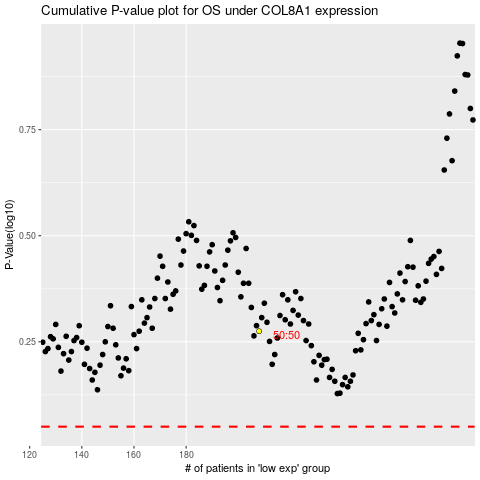 Cumulative P-value plot for OS under COL8A1 expression
P-Value(log10)
0.75
0.50
0.25
50:50
120 140 160 180
# of patients in 'low exp' group